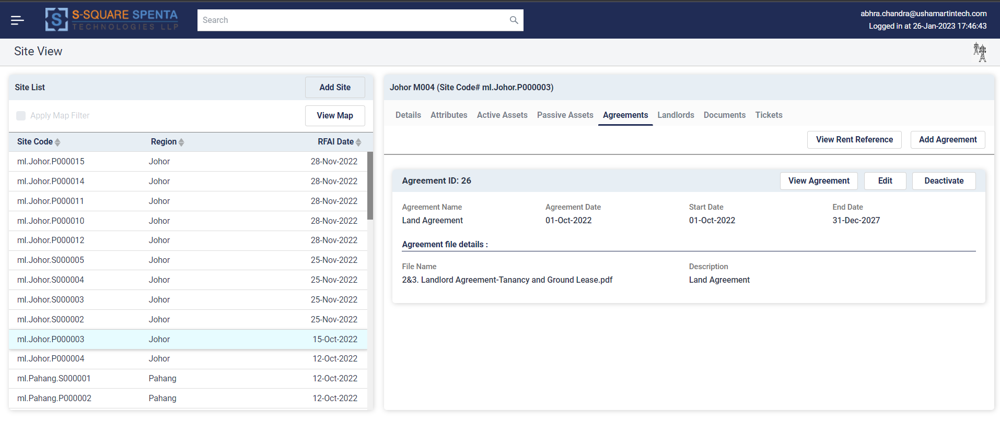 S-SQUARE SPENTA
TECHNOLOGIES LLP
Search
abhra.chandra@ushamartintech.com
Logged in at 26-Jan-2023 17:46:43
Site View
Site List
Add Site
Apply Map Filter
View Map
Site Code Region RFAI Date
ml.Johor.P000015 Johor 28-Nov-2022
ml.Johor.P000014 Johor 28-Nov-2022
ml.Johor.P000011 Johor 28-Nov-2022
ml.Johor.P000010 Johor 28-Nov-2022
ml.Johor.P000012 Johor 28-Nov-2022
ml.Johor.S000005 Johor 25-Nov-2022
ml.Johor.S000004 Johor 25-Nov-2022
ml.Johor.S000003 Johor 25-Nov-2022
ml.Johor.S000002 Johor 25-Nov-2022
ml.Johor.P000003 Johor 15-Oct-2022
ml.Johor.P000004 Johor 12-Oct-2022
ml.Pahang.S000001 Pahang 12-Oct-2022
ml.Pahang.P000002 Pahang 12-Oct-2022
Johor M004 (Site Code# ml.Johor.P000003)
Details Attributes Active Assets Passive Assets Agreements Landlords Documents Tickets
View Rent Reference Add Agreement
Agreement ID: 26 View Agreement Edit Deactivate
Agreement Name Agreement Date Start Date End Date
Land Agreement 01-Oct-2022 01-Oct-2022 31-Dec-2027
Agreement file details :
File Name Description
2&3. Landlord Agreement-Tanancy and Ground Lease.pdf Land Agreement